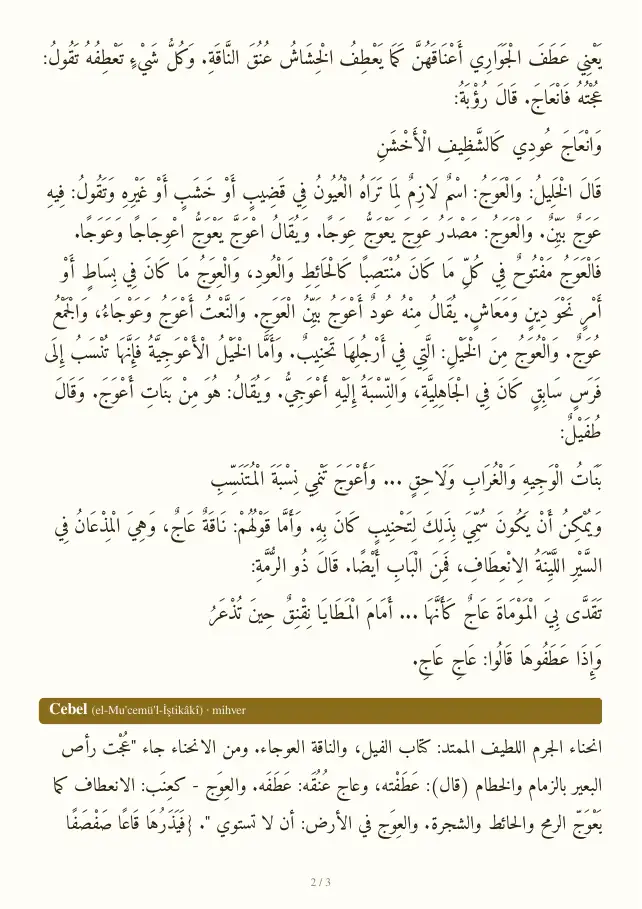 يَعْنِي عَطَفَ الْجَوَارِي أَعْنَاقَهُنَّ كَمَا يَعْطِفُ الْخِشَاشُ عُنُقَ النَّاقَةِ. وَكُلُّ شَيْءٍ تَعْطِفُهُ تَقُولُ:
عُجْتُهُ فَانْعَاجَ. قَالَ رُؤْبَةُ:
وَانْعَاجَ عُودِي كَالشَّظِيفِ الْأَخْشَنِ
قَالَ الْخَلِيلُ: وَالْعَوَجُ: اسْمٌ لَازِمٌ لِمَا تَرَاهُ الْعُيُونُ فِي قَضِيبٍ أَوْ خَشَبٍ أَوْ غَيْرِهِ وَتَقُولُ: فِيهِ
عَوَجٌ بَيِّنٌ. وَالْعَوَجُ: مَصْدَرُ عَوِجَ يَعْوَجُّ عِوَجًا. وَيُقَالُ اعْوَجَّ يَعْوَجُّ اعْوِجَاجًا وَعَوَجًا.
فَالْعَوَجُ مَفْتُوحٌ فِي كُلِّ مَا كَانَ مُنْتَصِبًا كَالْحَائِطِ وَالْعُودِ، وَالْعِوَجُ مَا كَانَ فِي بِسَاطٍ أَوْ
أَمْرٍ نَحْوَ دِينٍ وَمَعَاشٍ. يُقَالُ مِنْهُ عُودٌ أَعْوَجُ بَيِّنُ الْعَوَجِ. وَالنَّعْتُ أَعْوَجُ وَعَوْجَاءُ، وَالْجَمْعُ
عُوجٌ. وَالْعُوجُ مِنَ الْخَيْلِ: الَّتِي فِي أَرْجُلِهَا تَحْنِيبٌ. وَأَمَّا الْخَيْلُ الْأَعْوَجِيَّةُ فَإِنَّهَا تُنْسَبُ إِلَى
فَرَسٍ سَابِقٍ كَانَ فِي الْجَاهِلِيَّةِ، وَالنِّسْبَةُ إِلَيْهِ أَعْوَجِيُّ. وَيُقَالُ: هُوَ مِنْ بَنَاتِ أَعْوَجَ. وَقَالَ
طُفَيْلٌ:
بَنَاتُ الْوَجِيهِ وَالْغُرَابِ وَلَاحِقٍ ... وَأَعْوَجَ تَنْمِي نِسْبَةَ الْمُتَنَسِّبِ
وَيُمْكِنُ أَنْ يَكُونَ سُمِّيَ بِذَلِكَ لِتَحْنِيبٍ كَانَ بِهِ. وَأَمَّا قَوْلُهُمْ: نَاقَةٌ عَاجٌ، وَهِيَ الْمِذْعَانُ فِي
السَّيْرِ اللَّيِّنَةُ الِانْعِطَافِ، فَمِنَ الْبَابِ أَيْضًا. قَالَ ذُو الرُّمَّةِ:
تَقَدَّى بِيَ الْمَوْمَاةَ عَاجٌ كَأَنَّهَا ... أَمَامَ الْمَطَايَا نِقْنِقٌ حِينَ تُذْعَرُ
وَإِذَا عَطَفُوهَا قَالُوا: عَاجِ عَاجِ.
Cebel (el-Mu'cemü'l-İştikâkî) · mihver
انحناء الجرم اللطيف الممتد: كتاب الفيل، والناقة العوجاء. ومن الانحناء جاء "عُجْت رأص
البعير بالزمام والخطام (قال): عَطَفْته، وعاج عُنُقَه: عَطَفَه. والعِوَج - كعنَب: الانعطاف كما
يَعْوَجّ الرمح والحائط والشجرة. والعِوَج في الأرض: أن لا تستوي ". {فَيَذَرُهَا قَاعًا صَفْصَفًا
2 / 3